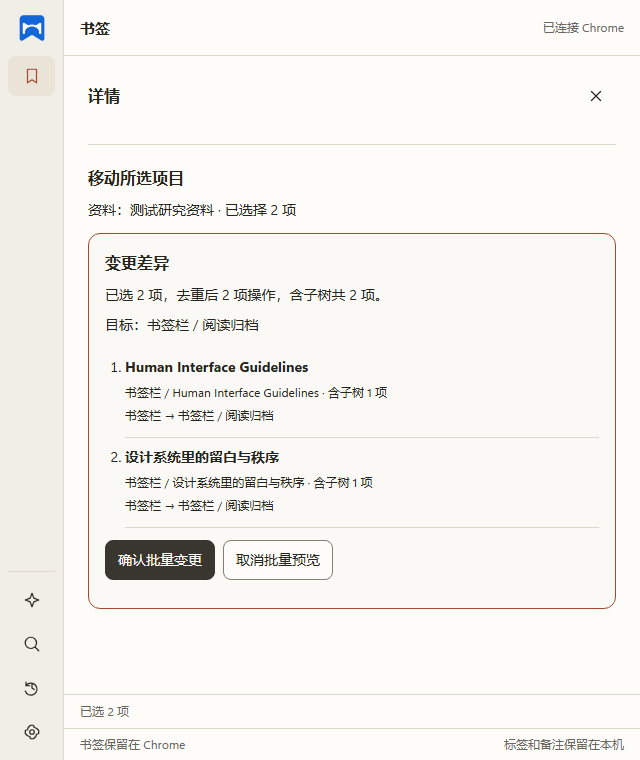 书签
已连接 Chrome
详情
移动所选项目
资料：测试研究资料 · 已选择 2 项
变更差异
已选 2 项，去重后 2 项操作，含子树共 2 项。
目标：书签栏 / 阅读归档
1. Human Interface Guidelines
书签栏 / Human Interface Guidelines · 含子树 1 项
书签栏 → 书签栏 / 阅读归档
2. 设计系统里的留白与秩序
书签栏 / 设计系统里的留白与秩序 · 含子树 1 项
书签栏 → 书签栏 / 阅读归档
确认批量变更 取消批量预览
已选 2 项
书签保留在 Chrome
标签和备注保留在本机